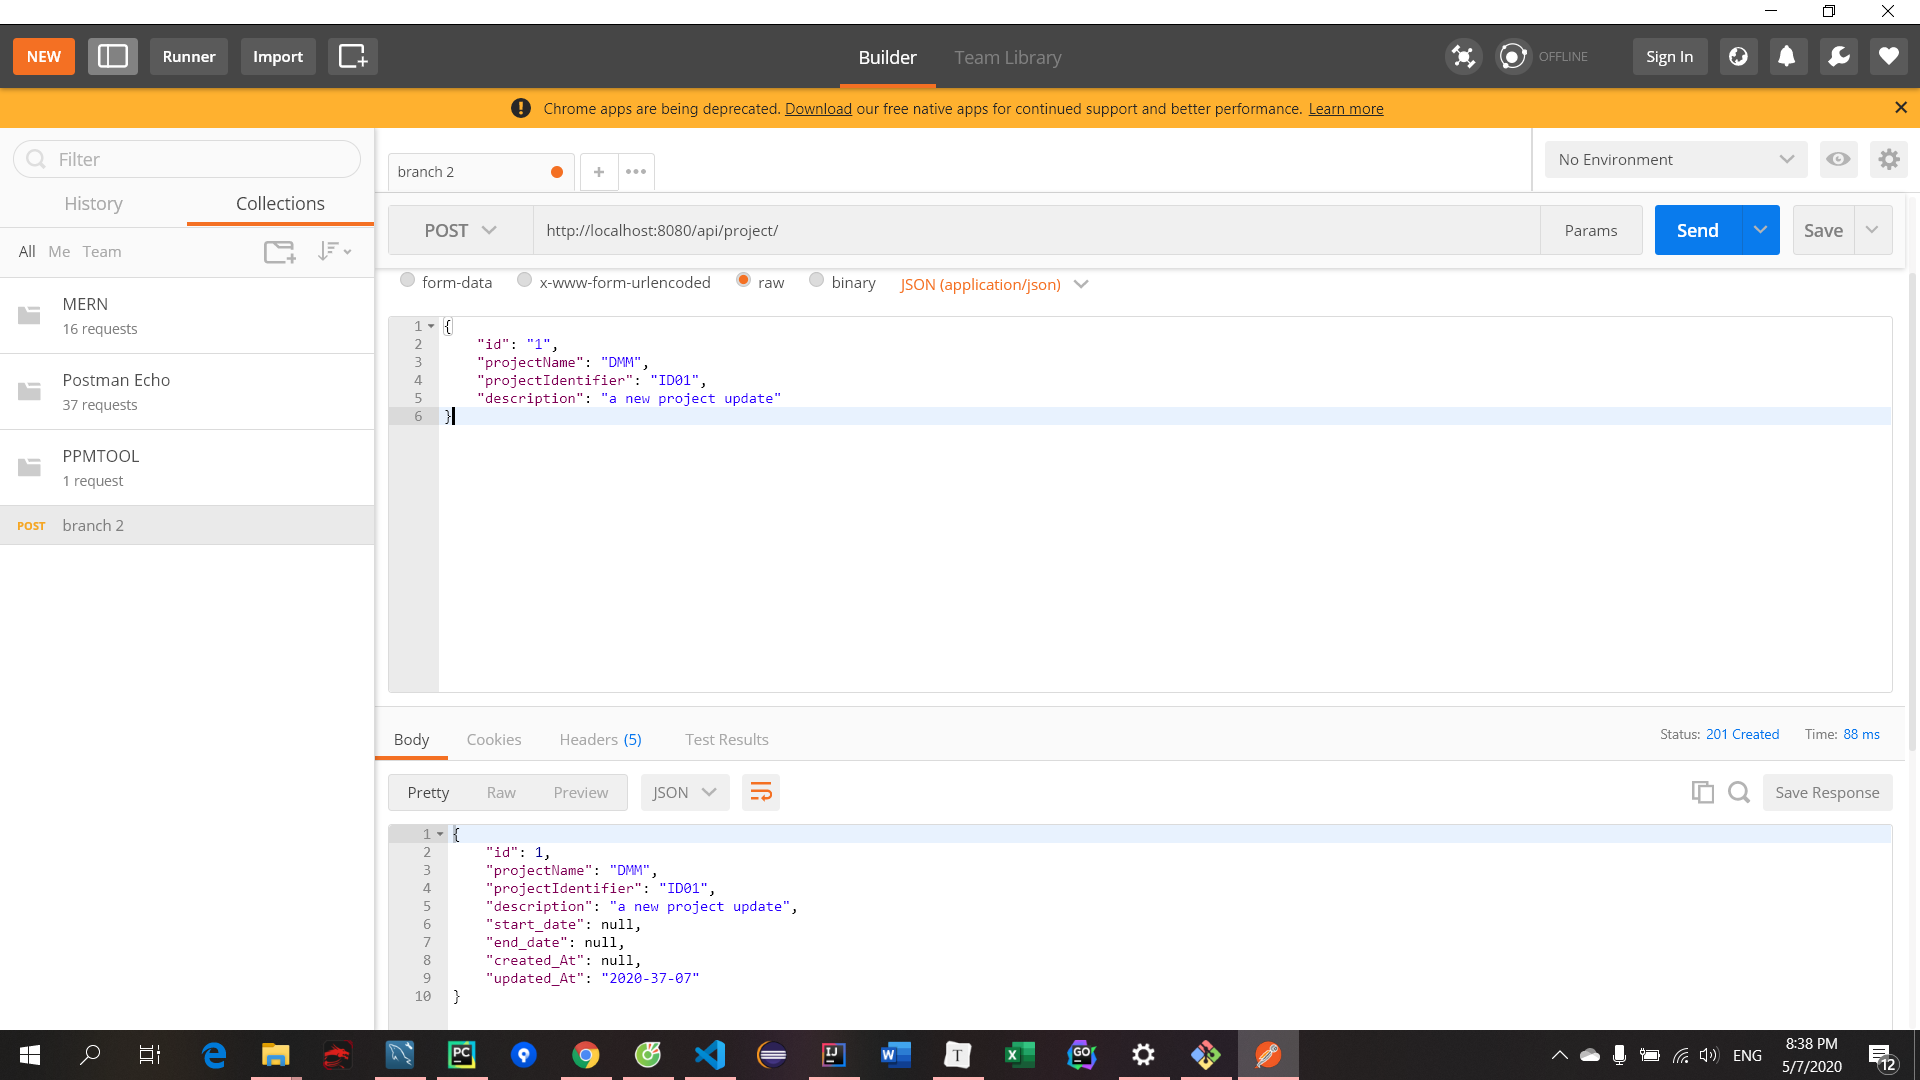 NEW
Runner
Import
Builder
Team Library
OFFLINE
Sign In
Chrome apps are being deprecated. Download our free native apps for continued support and better performance. Learn more
Filter
History
Collections
All Me Team
MERN
16 requests
Postman Echo
37 requests
PPMTOOL
1 request
POST branch 2
branch 2
No Environment
POST
http://localhost:8080/api/project/
Params
Send
Save
form-data
x-www-form-urlencoded
raw
binary
JSON (application/json)
1 {
2 "id": "1",
3 "projectName": "DMM",
4 "projectIdentifier": "ID01",
5 "description": "a new project update"
6 }
Body
Cookies
Headers (5)
Test Results
Status: 201 Created
Time: 88 ms
Pretty
Raw
Preview
JSON
Save Response
1 {
2 "id": 1,
3 "projectName": "DMM",
4 "projectIdentifier": "ID01",
5 "description": "a new project update",
6 "start_date": null,
7 "end_date": null,
8 "created_At": null,
9 "updated_At": "2020-37-07"
10 }
PC
IJ
W
T
X
GO
ENG
8:38 PM
5/7/2020
12